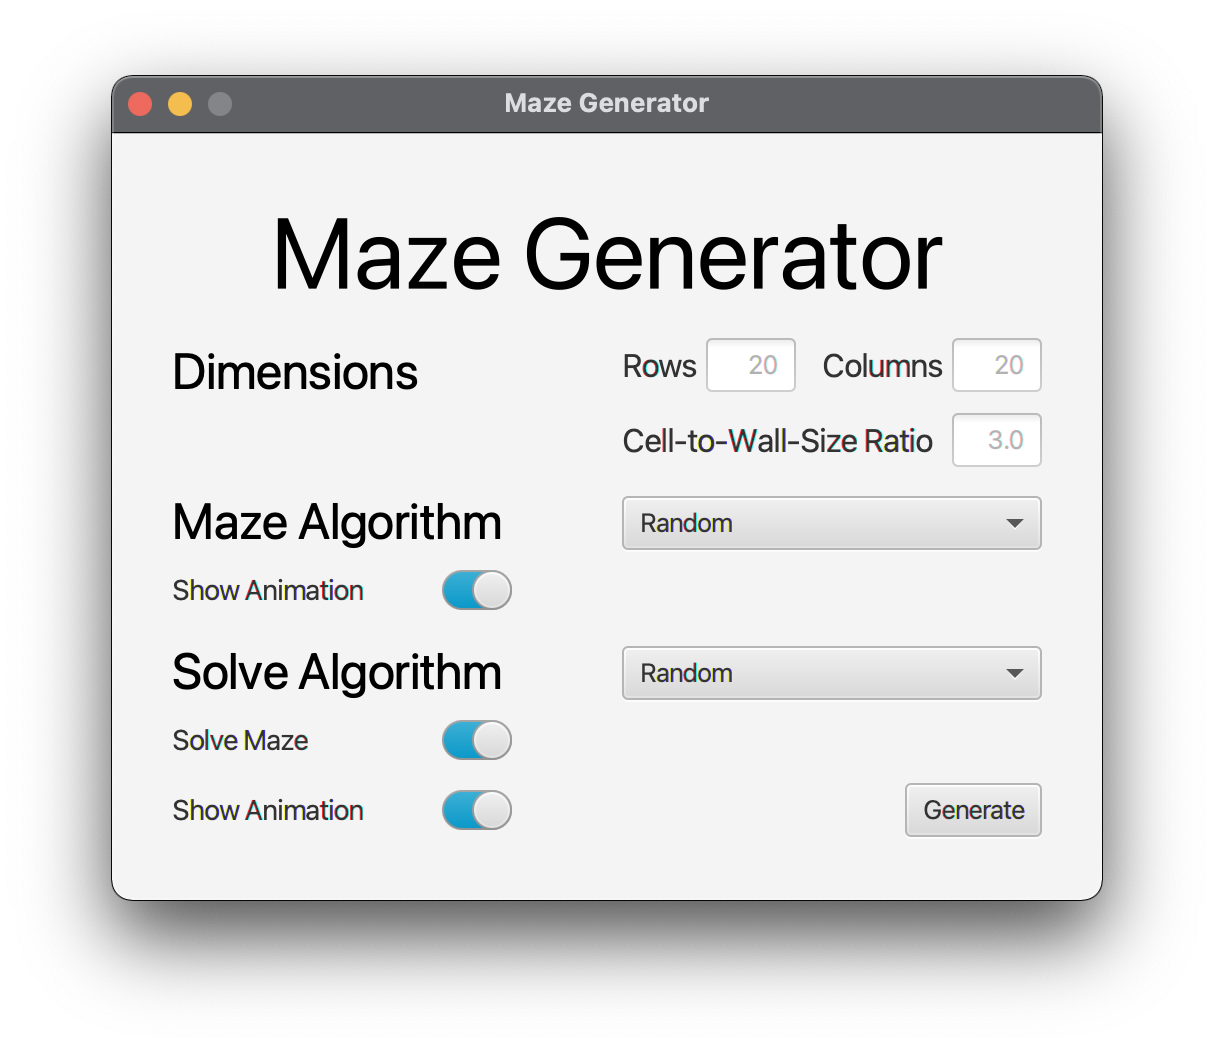 Maze Generator
Maze Generator
Dimensions
Rows 20 Columns 20
Cell-to-Wall-Size Ratio 3.0
Maze Algorithm
Random
Show Animation
Solve Algorithm
Random
Solve Maze
Show Animation
Generate